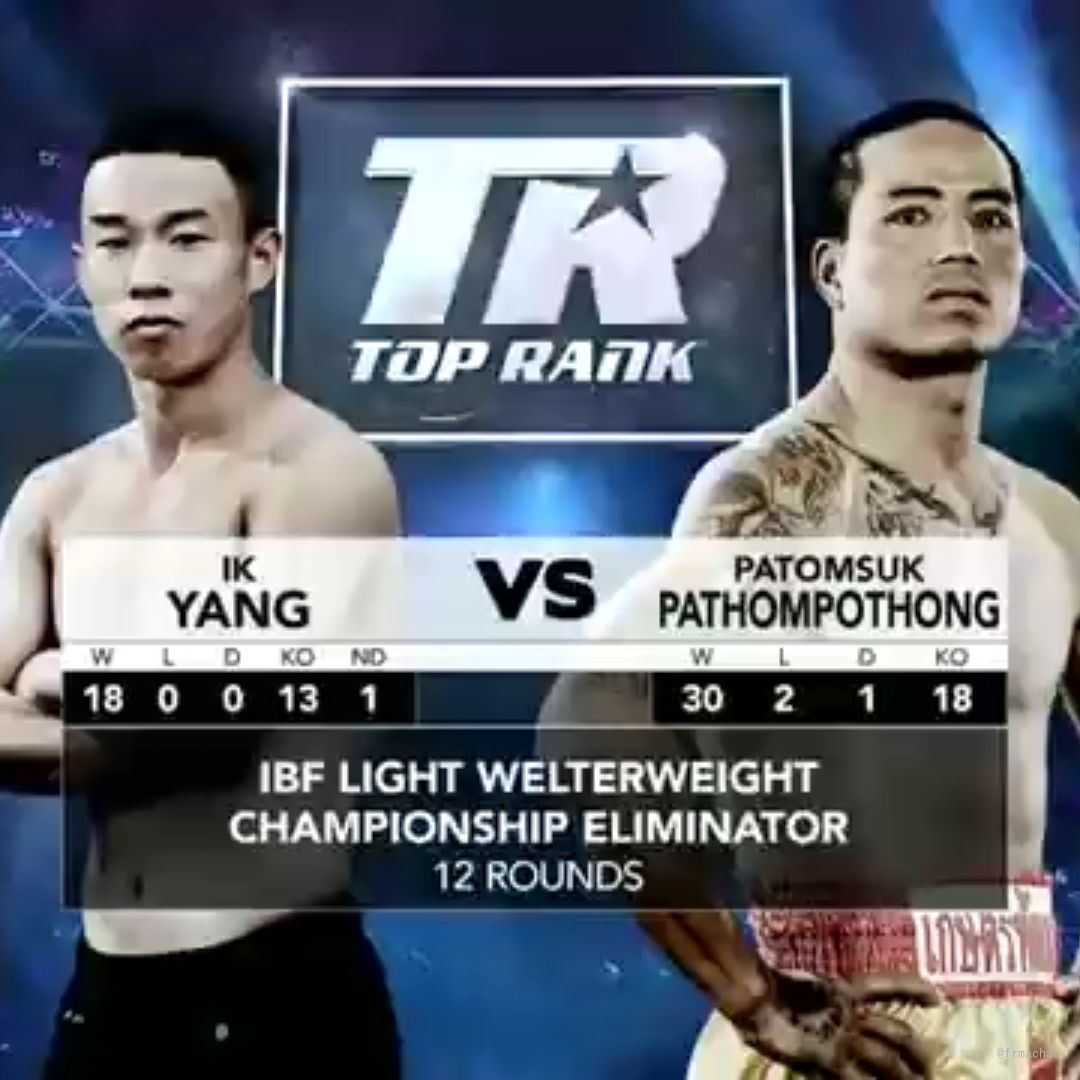 TR
TOP RANK
IK
YANG
VS
PATOMSUK
PATHOMPOTHONG
W L D KO ND
18 0 0 13 1
W L D KO
30 2 1 18
IBF LIGHT WELTERWEIGHT
CHAMPIONSHIP ELIMINATOR
12 ROUNDS